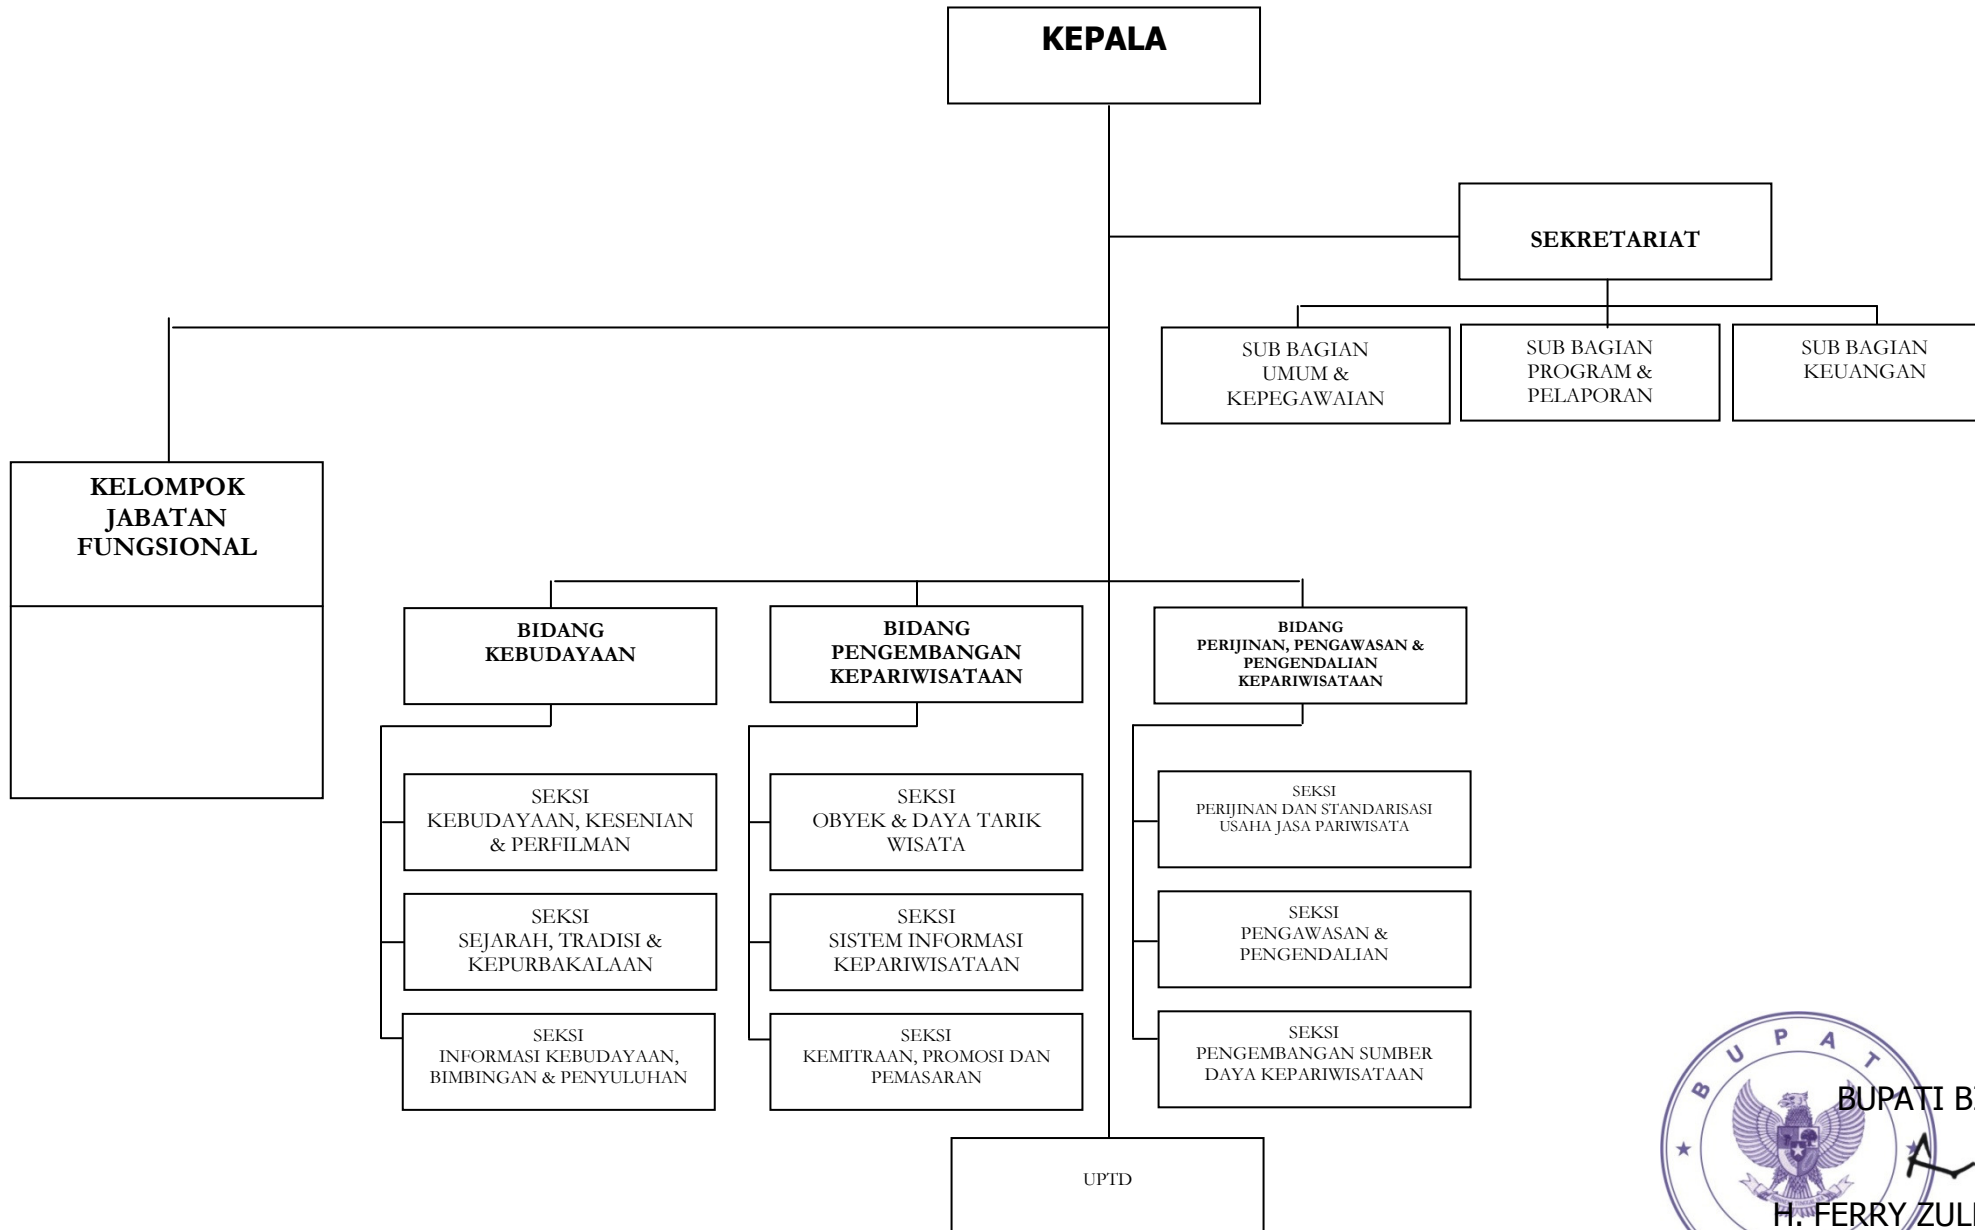 KEPALA
SEKRETARIAT
SUB BAGIAN
UMUM &
KEPEGAWAIAN
SUB BAGIAN
PROGRAM &
PELAPORAN
SUB BAGIAN
KEUANGAN
KELOMPOK
JABATAN
FUNGSIONAL
BIDANG
KEBUDAYAAN
BIDANG
PENGEMBANGAN
KEPARIWISATAAN
BIDANG
PERIJINAN, PENGAWASAN &
PENGENDALIAN
KEPARIWISATAAN
SEKSI
KEBUDAYAAN, KESENIAN
& PERFILMAN
SEKSI
SEJARAH, TRADISI &
KEPURBAKALAAN
SEKSI
INFORMASI KEBUDAYAAN,
BIMBINGAN & PENYULUHAN
SEKSI
OBYEK & DAYA TARIK
WISATA
SEKSI
SISTEM INFORMASI
KEPARIWISATAAN
SEKSI
KEMITRAAN, PROMOSI DAN
PEMASARAN
SEKSI
PERIJINAN DAN STANDARISASI
USAHA JASA PARIWISATA
SEKSI
PENGAWASAN &
PENGENDALIAN
SEKSI
PENGEMBANGAN SUMBER
DAYA KEPARIWISATAAN
UPTD
BUPATI
BUPATI
H. FERRY